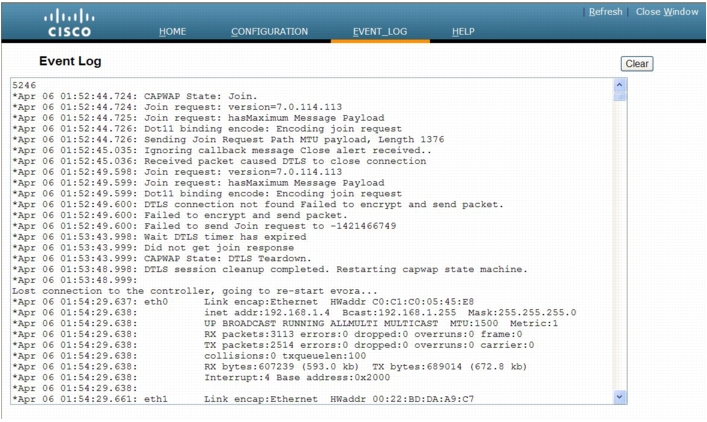 Refresh Close Window
CISCO HOME CONFIGURATION EVENT_LOG HELP
Event Log
Clear
5246
*Apr 06 01:52:44.724: CAPWAP State: Join.
*Apr 06 01:52:44.724: Join request: version=7.0.114.113
*Apr 06 01:52:44.725: Join request: hasMaximum Message Payload
*Apr 06 01:52:44.726: Dot11 binding encode: Encoding join request
*Apr 06 01:52:44.726: Sending Join Request Path MTU payload, Length 1376
*Apr 06 01:52:45.035: Ignoring callback message Close alert received..
*Apr 06 01:52:45.036: Received packet caused DTLS to close connection
*Apr 06 01:52:49.598: Join request: version=7.0.114.113
*Apr 06 01:52:49.599: Join request: hasMaximum Message Payload
*Apr 06 01:52:49.599: Dot11 binding encode: Encoding join request
*Apr 06 01:52:49.600: DTLS connection not found Failed to encrypt and send packet.
*Apr 06 01:52:49.600: Failed to encrypt and send packet.
*Apr 06 01:52:49.600: Failed to send Join request to -1421466749
*Apr 06 01:53:43.998: Wait DTLS timer has expired
*Apr 06 01:53:43.999: Did not get join response
*Apr 06 01:53:43.999: CAPWAP State: DTLS Teardown.
*Apr 06 01:53:48.998: DTLS session cleanup completed. Restarting capwap state machine.
*Apr 06 01:53:48.999:
Lost connection to the controller, going to re-start evora...
*Apr 06 01:54:29.637: eth0 Link encap:Ethernet HWaddr C0:C1:C0:05:45:E8
*Apr 06 01:54:29.638: inet addr:192.168.1.4 Bcast:192.168.1.255 Mask:255.255.255.0
*Apr 06 01:54:29.638: UP BROADCAST RUNNING ALLMULTI MULTICAST MTU:1500 Metric:1
*Apr 06 01:54:29.638: RX packets:3113 errors:0 dropped:0 overruns:0 frame:0
*Apr 06 01:54:29.638: TX packets:2514 errors:0 dropped:0 overruns:0 carrier:0
*Apr 06 01:54:29.638: collisions:0 txqueuelen:100
*Apr 06 01:54:29.638: RX bytes:607239 (593.0 kb) TX bytes:689014 (672.8 kb)
*Apr 06 01:54:29.638: Interrupt:4 Base address:0x2000
*Apr 06 01:54:29.638:
*Apr 06 01:54:29.661: eth1 Link encap:Ethernet HWaddr 00:22:BD:DA:A9:C7